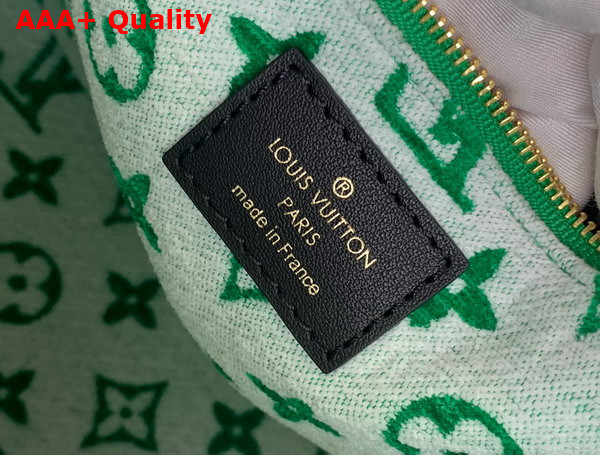 AAA+ Quality
®
LOUIS VUITTON
PARIS
made in France